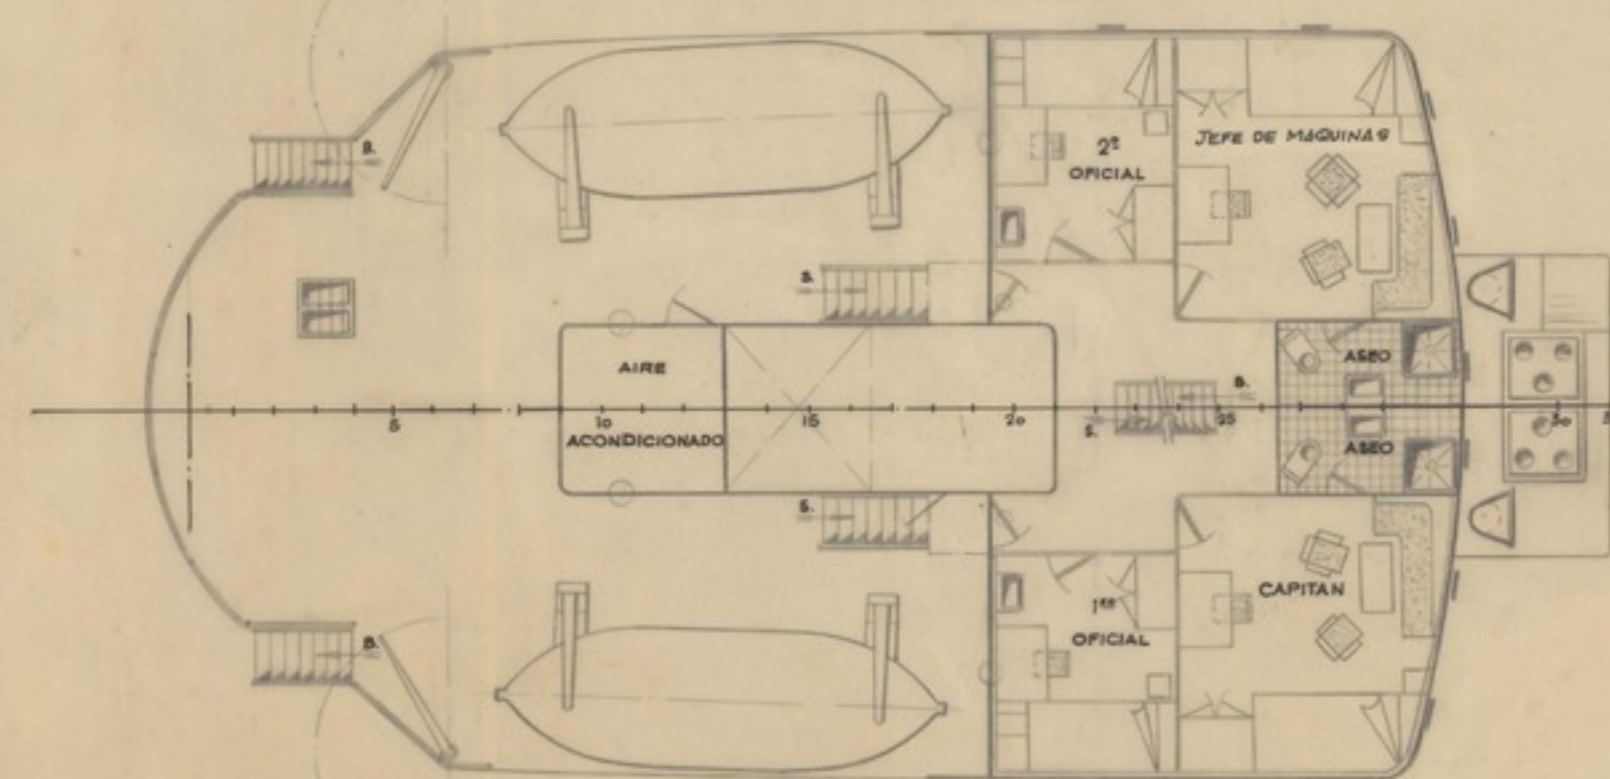 B.
2º
OFICIAL
JEFE DE MAQUINAS
S.
AIRE
ACONDICIONADO
ASEO
B.
S.
5
10
15
20
25
30
ASEO
S.
1er
OFICIAL
CAPITAN
B.